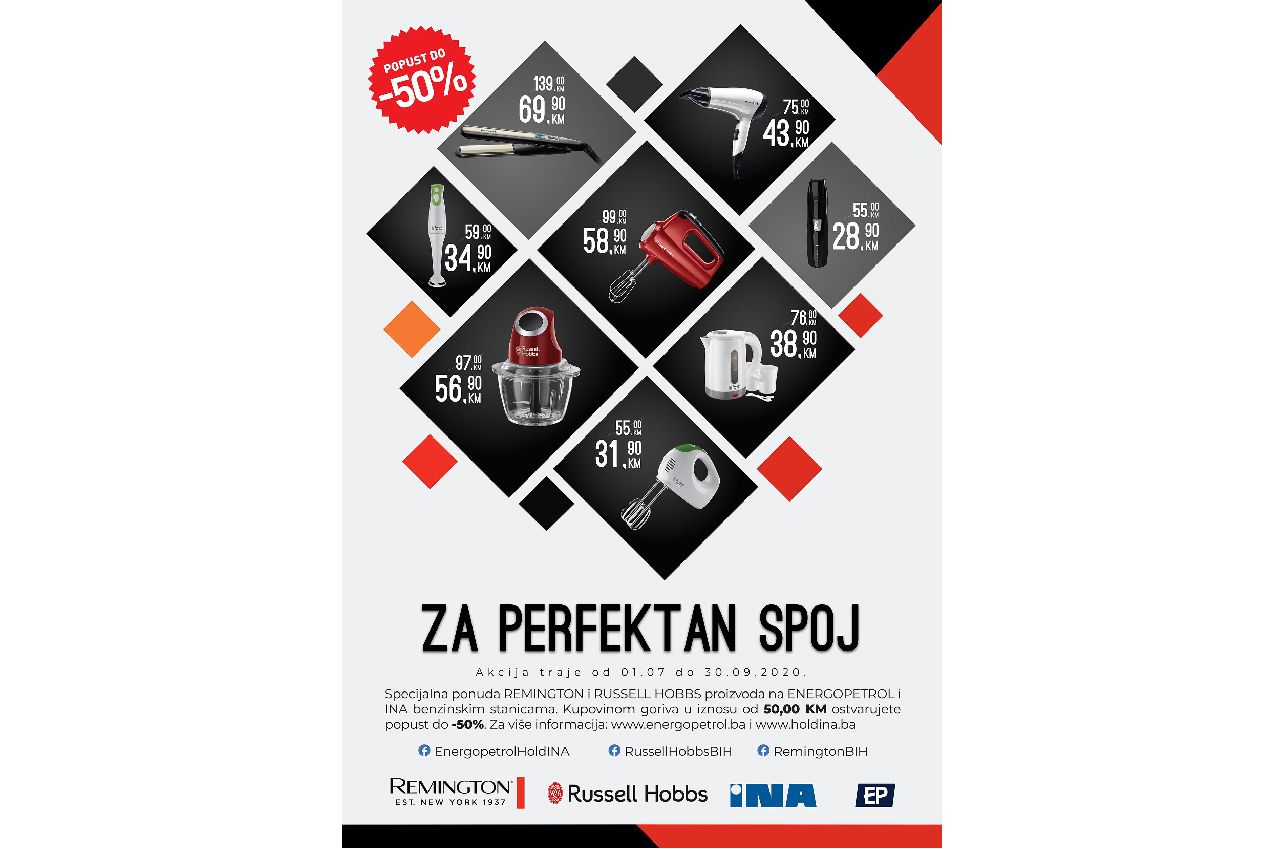 POPUST DO
-50%
139,00 KM
69,90 KM
75,00 KM
43,90 KM
59,00 KM
34,90 KM
99,00 KM
58,90 KM
55,00 KM
28,90 KM
97,00 KM
56,90 KM
Russell
Hobbs
76,00 KM
38,90 KM
55,00 KM
31,90 KM
ZA PERFEKTAN SPOJ
Akcija traje od 01.07 do 30.09.2020.
Specijalna ponuda REMINGTON i RUSSELL HOBBS proizvoda na ENERGOPETROL i
INA benzinskim stanicama. Kupovinom goriva u iznosu od 50,00 KM ostvarujete
popust do -50%. Za više informacija: www.energopetrol.ba i www.holdina.ba
EnergopetrolHoldINA RussellHobbsBIH RemingtonBIH
REMINGTON
EST. NEW YORK 1937
Russell Hobbs
INA
EP